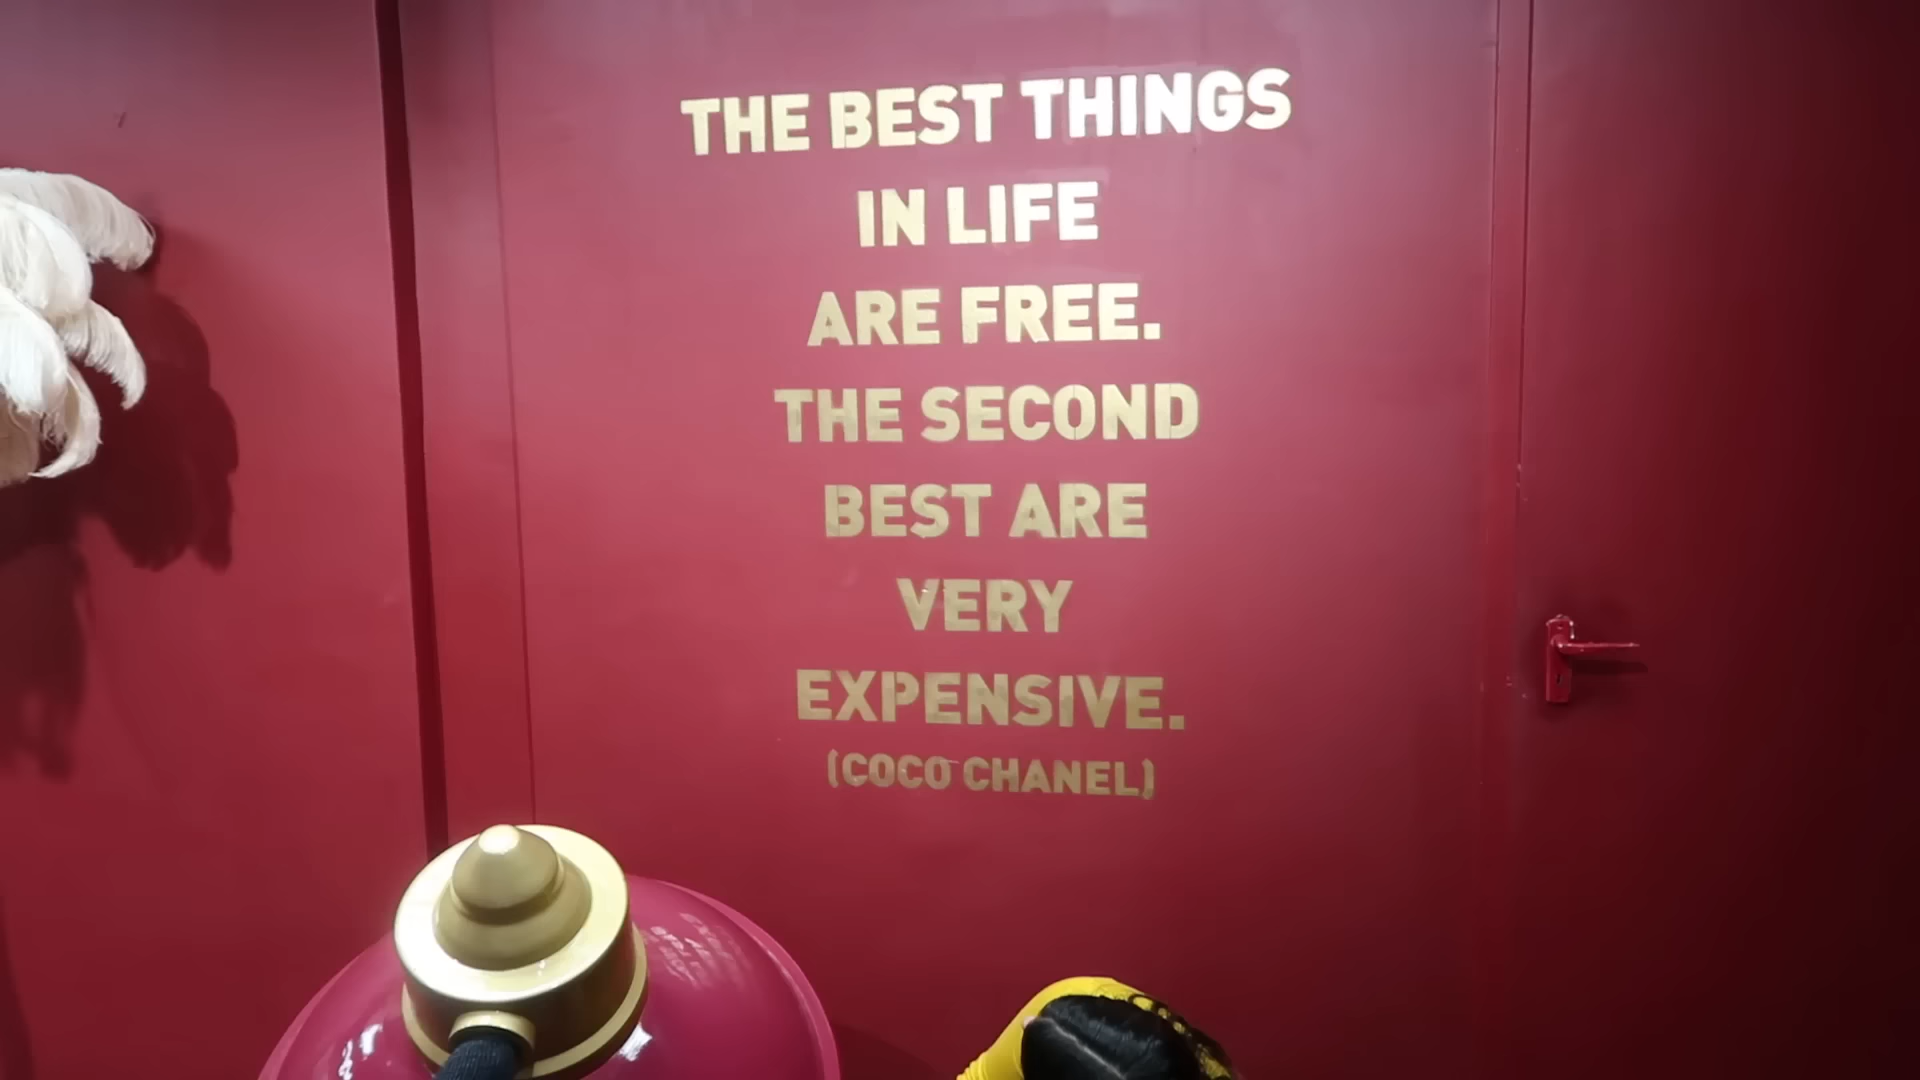 THE BEST THINGS
IN LIFE
ARE FREE.
THE SECOND
BEST ARE
VERY
EXPENSIVE.
(COCO CHANEL)